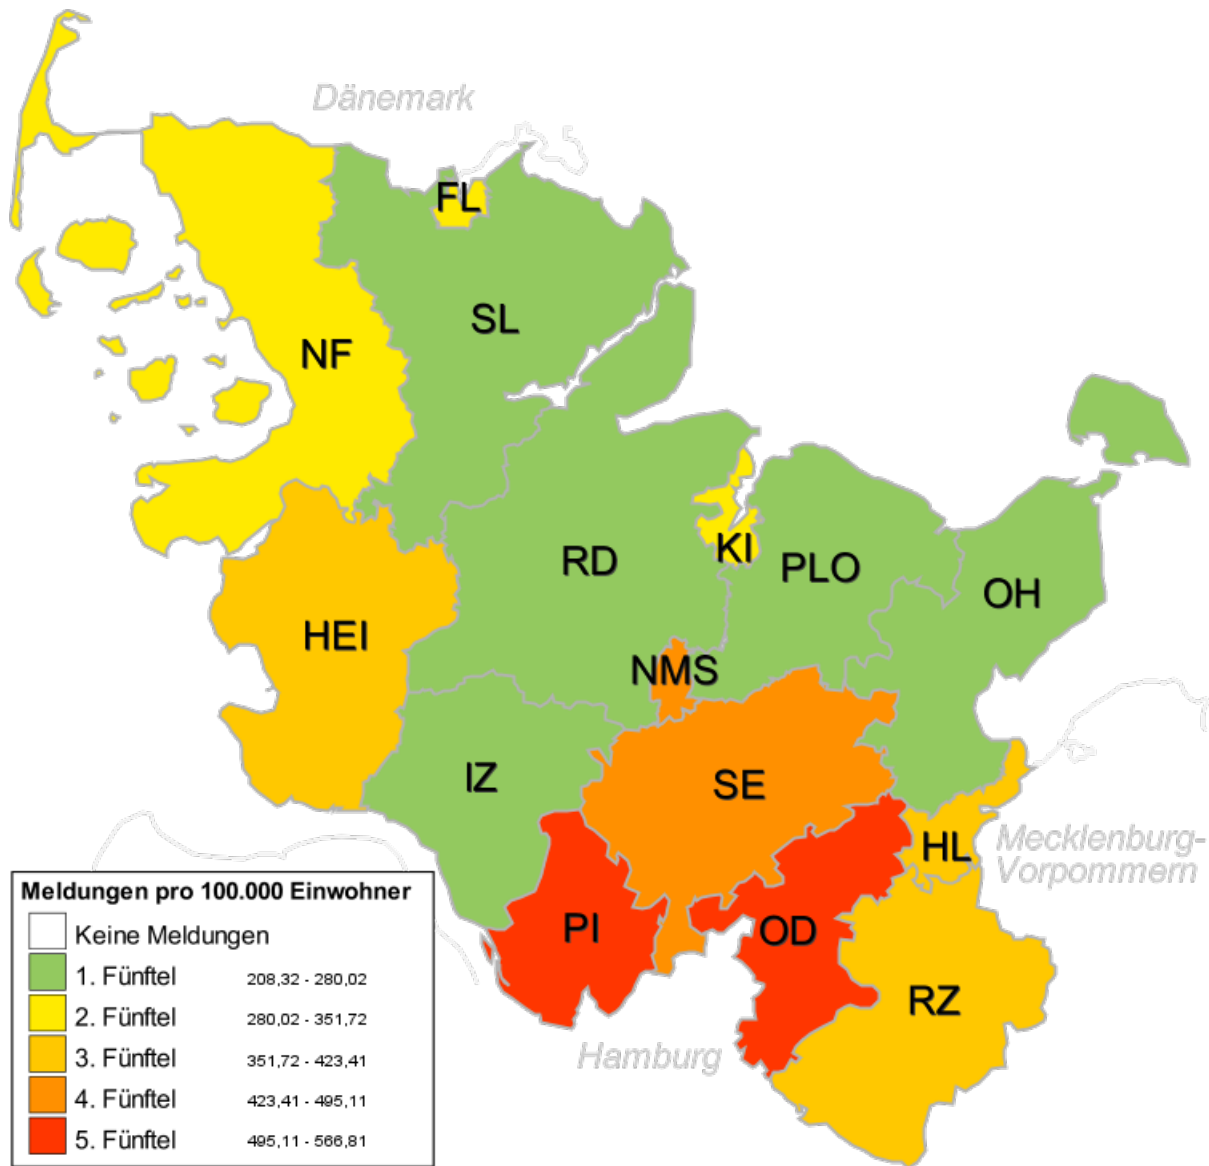 Dänemark
FL
SL
NF
RD
KI
PLO
OH
HEI
NMS
IZ
SE
HL
Mecklenburg-
Vorpommern
PI
OD
RZ
Hamburg
Meldungen pro 100.000 Einwohner
Keine Meldungen
1. Fünftel 208,32 - 280,02
2. Fünftel 280,02 - 351,72
3. Fünftel 351,72 - 423,41
4. Fünftel 423,41 - 495,11
5. Fünftel 495,11 - 566,81